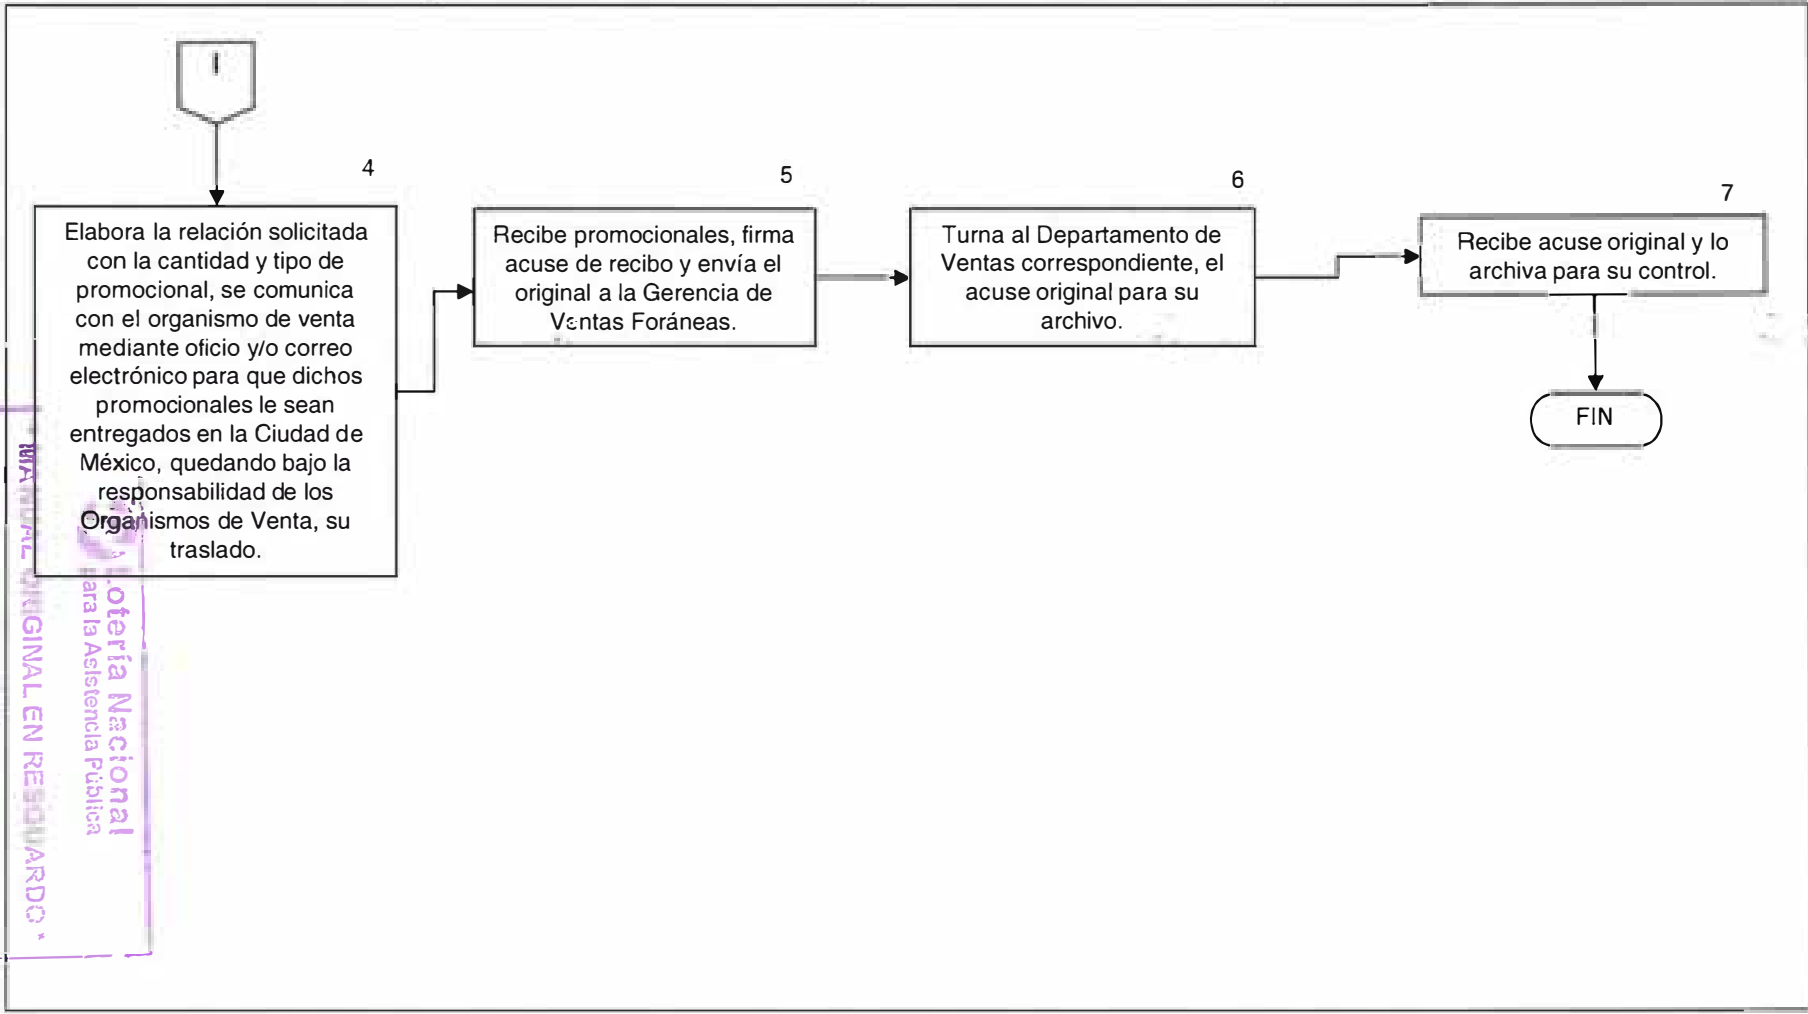 I
4
Elabora la relación solicitada
con la cantidad y tipo de
promocional, se comunica
con el organismo de venta
mediante oficio y/o correo
electrónico para que dichos
promocionales le sean
entregados en la Ciudad de
México, quedando bajo la
responsabilidad de los
Organismos de Venta, su
traslado.
5
Recibe promocionales, firma
acuse de recibo y envía el
original a la Gerencia de
Ventas Foráneas.
6
Turna al Departamento de
Ventas correspondiente, el
acuse original para su
archivo.
7
Recibe acuse original y lo
archiva para su control.
FIN
Lotería Nacional
para la Asistencia Pública
* MANUAL ORIGINAL EN RESGUARDO *